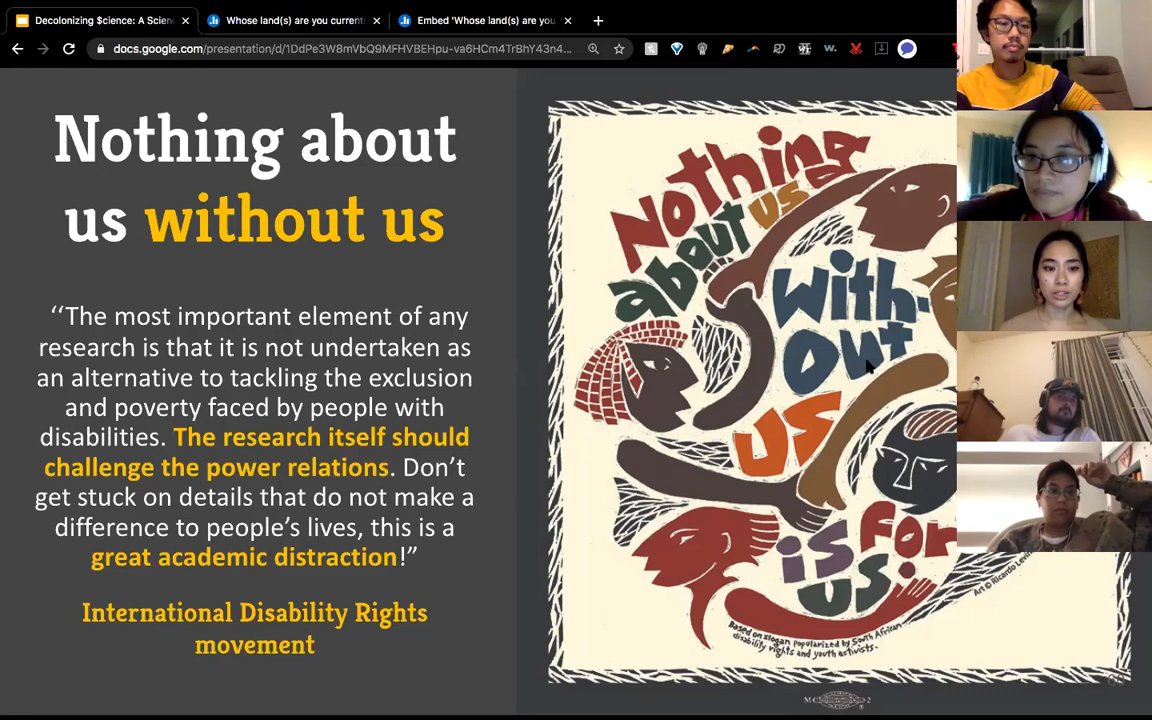 Decolonizing $cience: A Scien
Whose land(s) are you current
Embed 'Whose land(s) are you
docs.google.com/presentation/d/1DdPe3W8mVbQ9MFHVBEHpu-va6HCm4TrBhY43n4...
Nothing about
us without us
‘‘The most important element of any
research is that it is not undertaken as
an alternative to tackling the exclusion
and poverty faced by people with
disabilities. The research itself should
challenge the power relations. Don’t
get stuck on details that do not make a
difference to people’s lives, this is a
great academic distraction!”
International Disability Rights
movement
Nothing
about us
With-
out
us
is for
us!
Art © Ricardo Levin
Based on slogan popularized by South African
disability rights and youth activists.